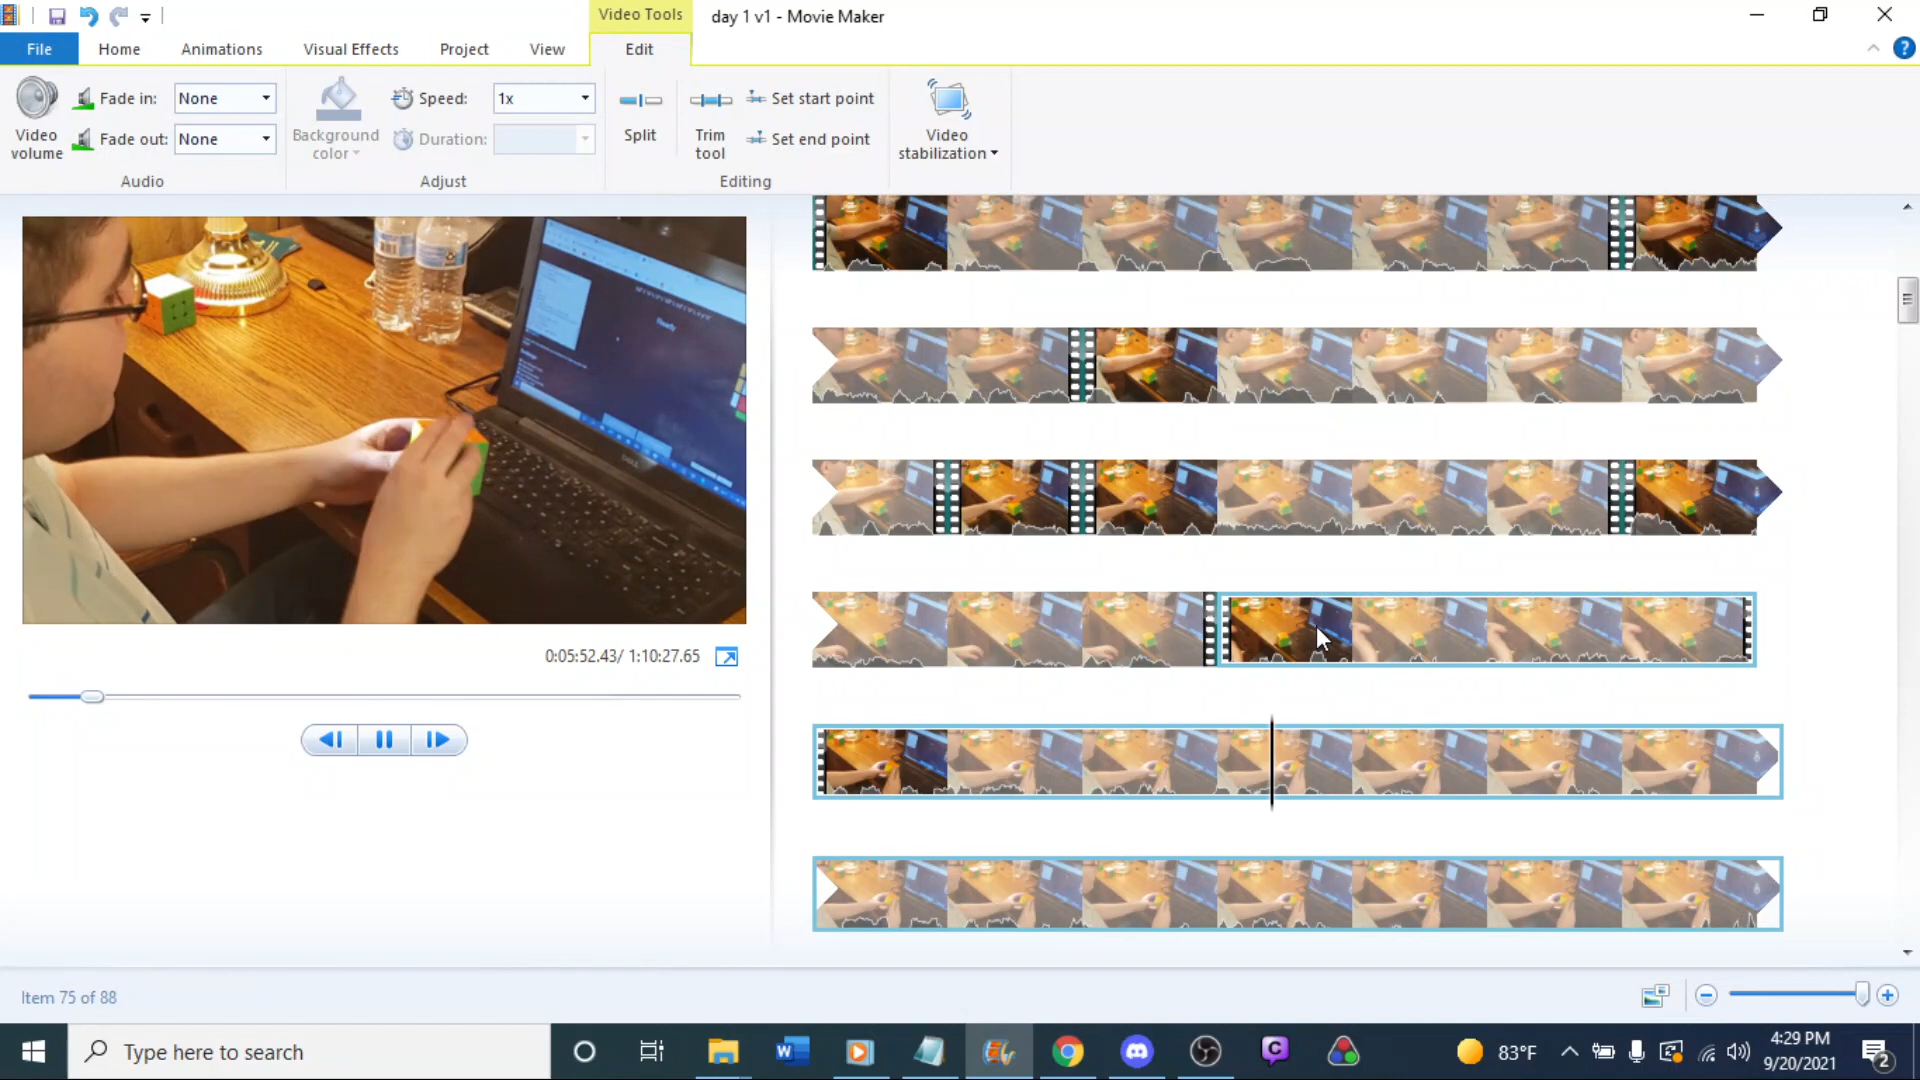 Video Tools
day 1 v1 - Movie Maker
File
Home
Animations
Visual Effects
Project
View
Edit
Video volume
Fade in: None
Fade out: None
Audio
Background color
Speed: 1x
Duration:
Adjust
Split
Trim tool
Set start point
Set end point
Editing
Video stabilization
Ready
DELL
0:05:52.43/ 1:10:27.65
Item 75 of 88
Type here to search
83°F
4:29 PM
9/20/2021
2